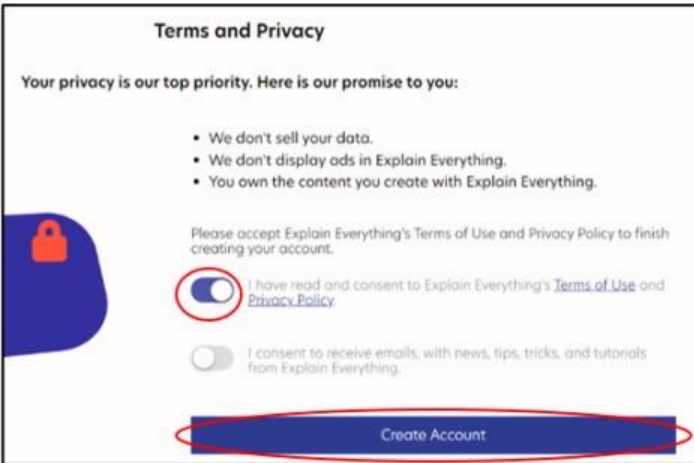 Terms and Privacy
Your privacy is our top priority. Here is our promise to you:
• We don't sell your data.
• We don't display ads in Explain Everything.
• You own the content you create with Explain Everything.
Please accept Explain Everything's Terms of Use and Privacy Policy to finish
creating your account.
I have read and consent to Explain Everything's Terms of Use and
Privacy Policy.
I consent to receive emails, with news, tips, tricks, and tutorials
from Explain Everything.
Create Account